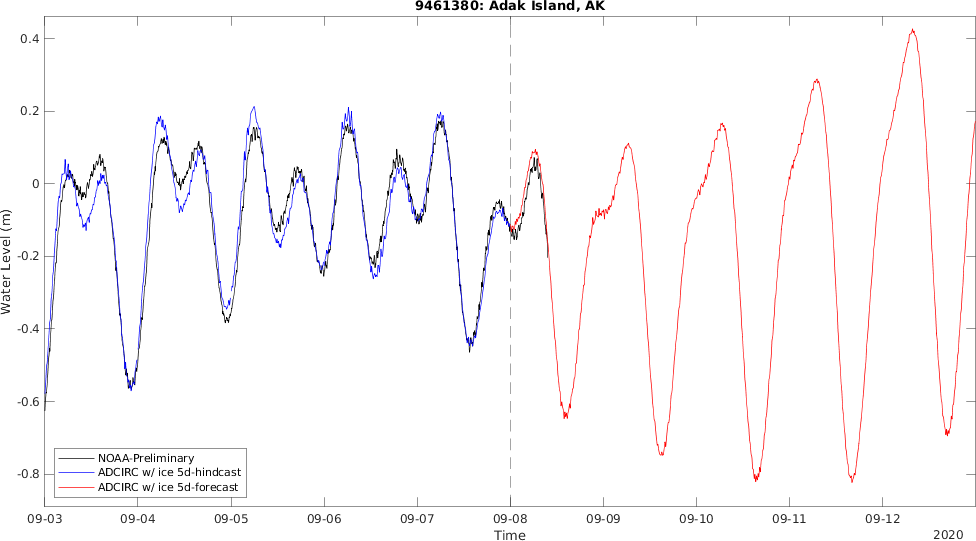 9461380: Adak Island, AK
0.4
0.2
0
-0.2
-0.4
-0.6
-0.8
Water Level (m)
NOAA-Preliminary
ADCIRC w/ ice 5d-hindcast
ADCIRC w/ ice 5d-forecast
09-03 09-04 09-05 09-06 09-07 09-08 09-09 09-10 09-11 09-12
Time
2020